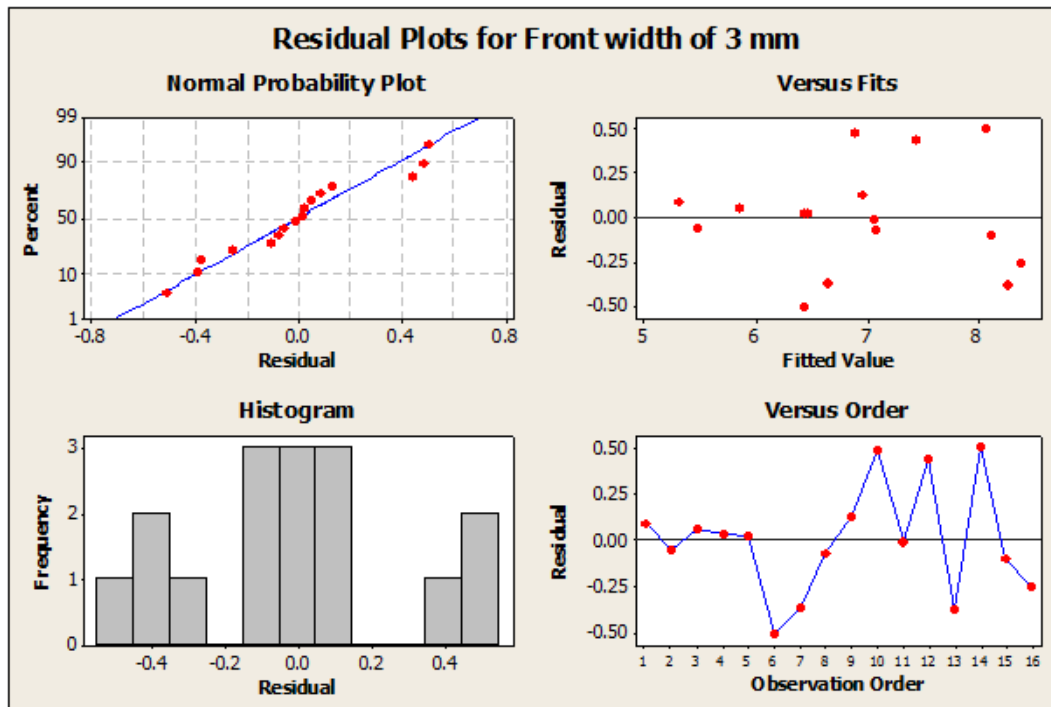 Residual Plots for Front width of 3 mm
Normal Probability Plot
99
90
50
10
1
Percent
-0.8
-0.4
0.0
0.4
0.8
Residual
Versus Fits
0.50
0.25
0.00
-0.25
-0.50
Residual
5
6
7
8
Fitted Value
Histogram
3
2
1
0
Frequency
-0.4
-0.2
0.0
0.2
0.4
Residual
Versus Order
0.50
0.25
0.00
-0.25
-0.50
Residual
1 2 3 4 5 6 7 8 9 10 11 12 13 14 15 16
Observation Order